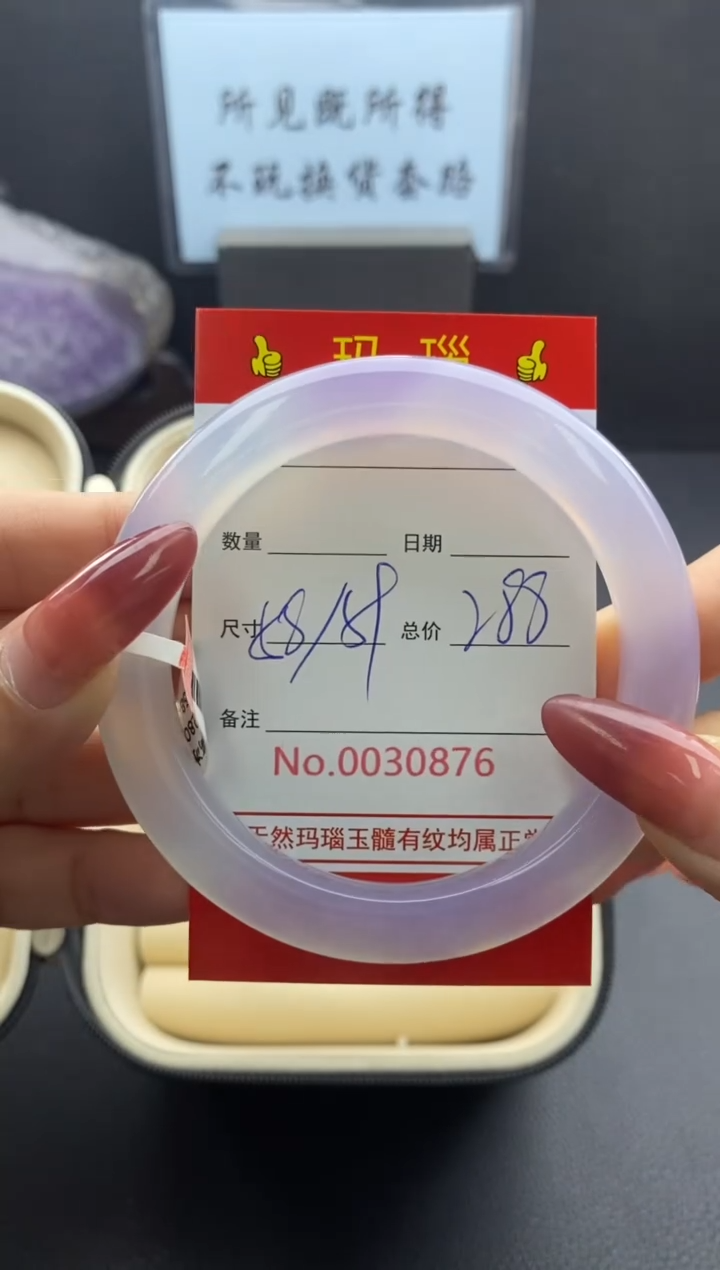 所见既所得
不玩换货套路
玛 瑙
数量 日期
尺寸 58/59 总价 288
备注
No.0030876
天然玛瑙玉髓有纹均属正常